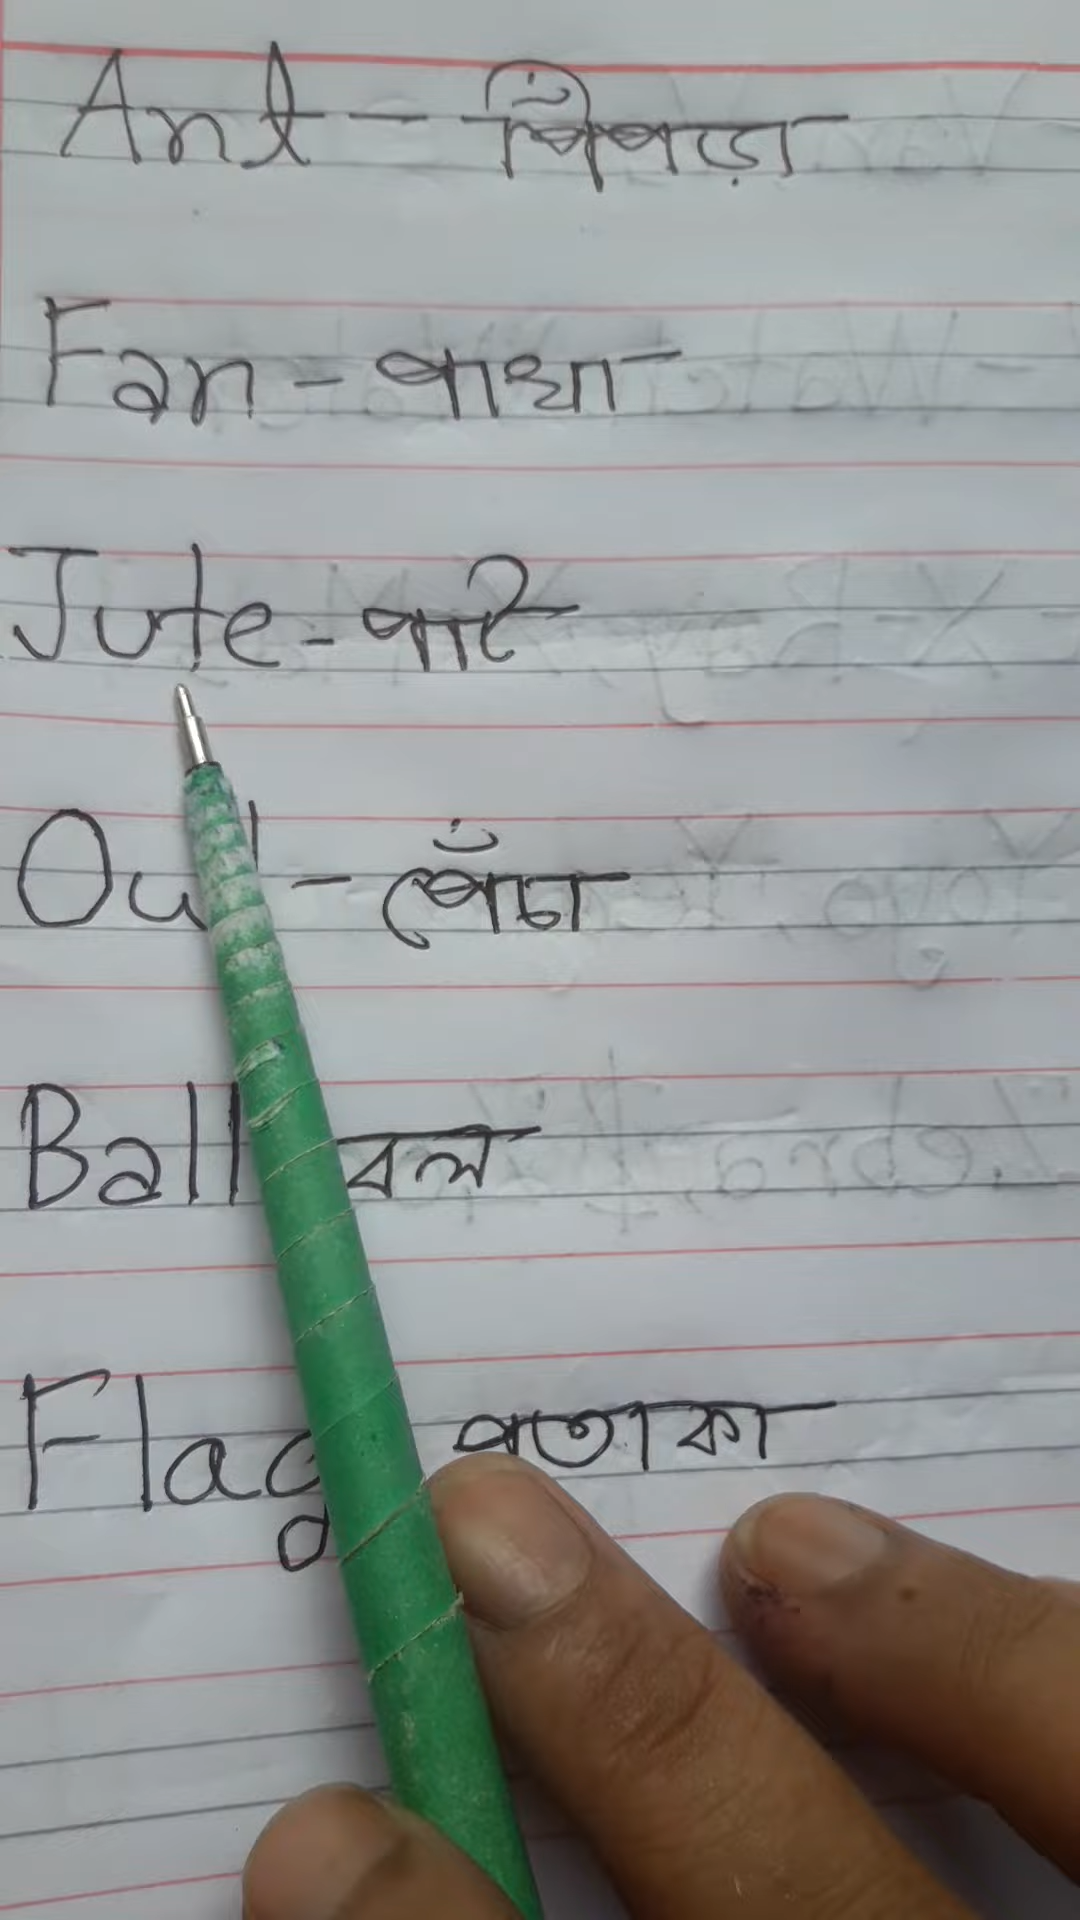 Ant - পিঁপড়া
Fan - পাখা
Jute - পাট
Owl - পেঁচা
Ball বল
Flag পতাকা